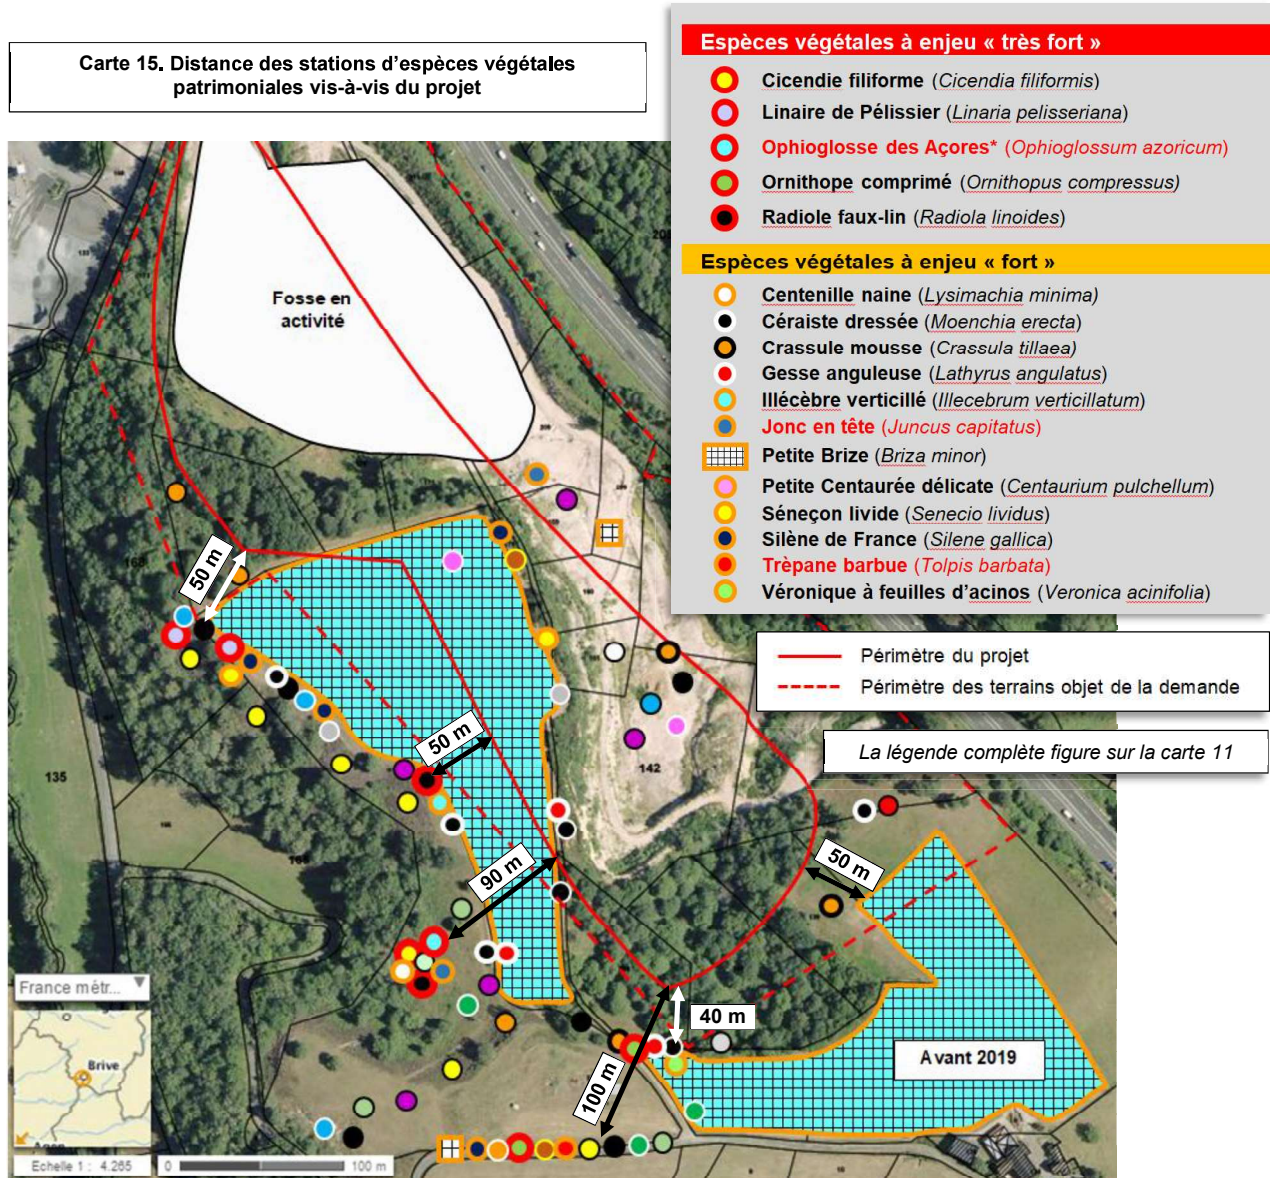 Carte 15. Distance des stations d'espèces végétales
patrimoniales vis-à-vis du projet
Espèces végétales à enjeu « très fort »
Cicendie filiforme (Cicendia filiformis)
Linaire de Pélissier (Linaria pelisseriana)
Ophioglosse des Açores* (Ophioglossum azoricum)
Ornithope comprimé (Ornithopus compressus)
Radiole faux-lin (Radiola linoides)
Espèces végétales à enjeu « fort »
Centenille naine (Lysimachia minima)
Céraiste dressée (Moenchia erecta)
Crassule mousse (Crassula tillaea)
Gesse anguleuse (Lathyrus angulatus)
Illécèbre verticillé (Illecebrum verticillatum)
Jonc en tête (Juncus capitatus)
Petite Brize (Briza minor)
Petite Centaurée délicate (Centaurium pulchellum)
Séneçon livide (Senecio lividus)
Silène de France (Silene gallica)
Trèpane barbue (Tolpis barbata)
Véronique à feuilles d'acinos (Veronica acinifolia)
Périmètre du projet
Périmètre des terrains objet de la demande
La légende complète figure sur la carte 11
Fosse en
activité
50 m
50 m
142
135
90 m
50 m
40 m
100 m
Avant 2019
France métr...
Brive
Echelle 1 : 4.265
0 100 m